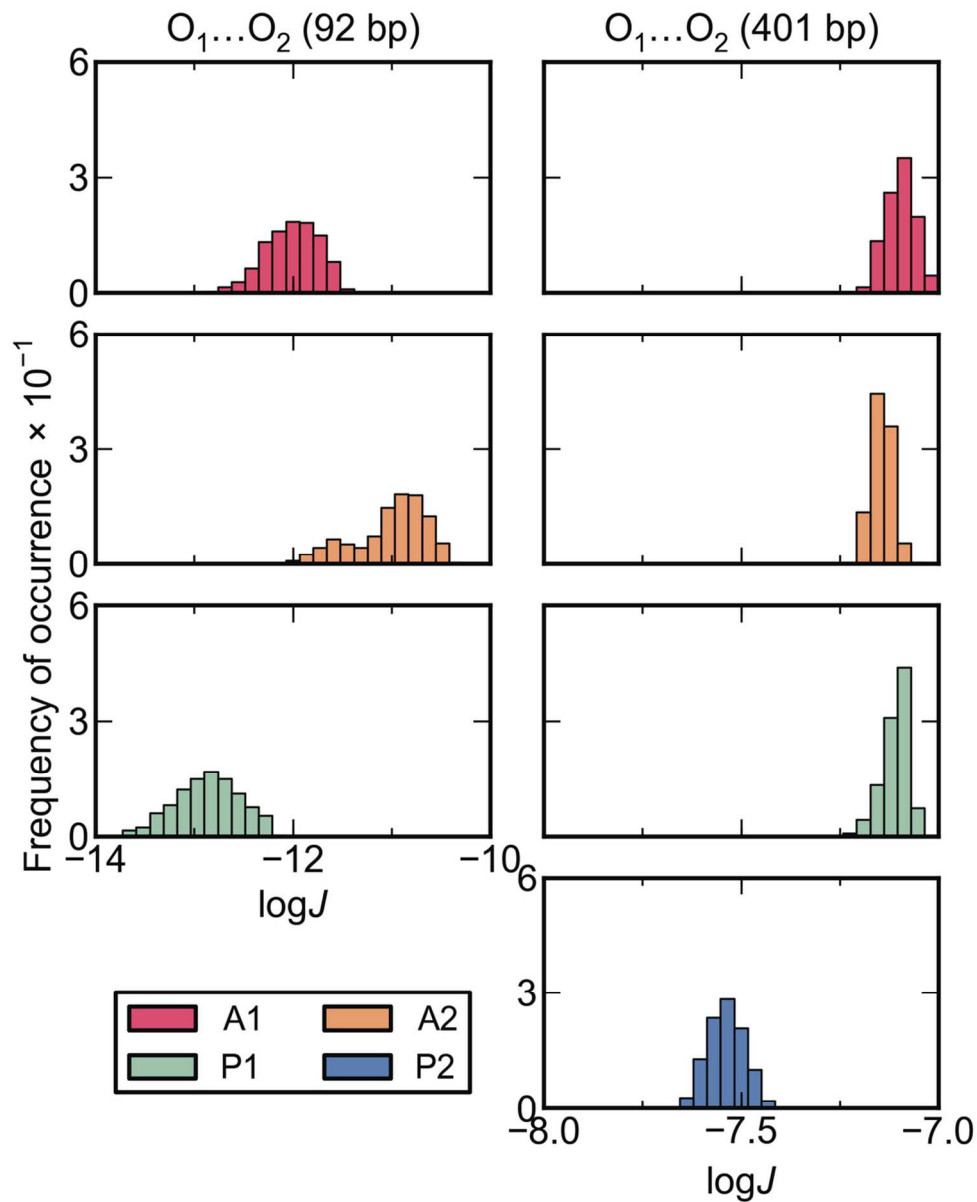 O₁...O₂ (92 bp)
O₁...O₂ (401 bp)
Frequency of occurrence × 10⁻¹
6
3
0
6
3
0
6
3
0
−14
−12
−10
logJ
6
3
0
−8.0
−7.5
−7.0
logJ
A1
A2
P1
P2